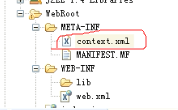 WebRoot
META-INF
context.xml
MANIFEST.MF
WEB-INF
lib
web.xml